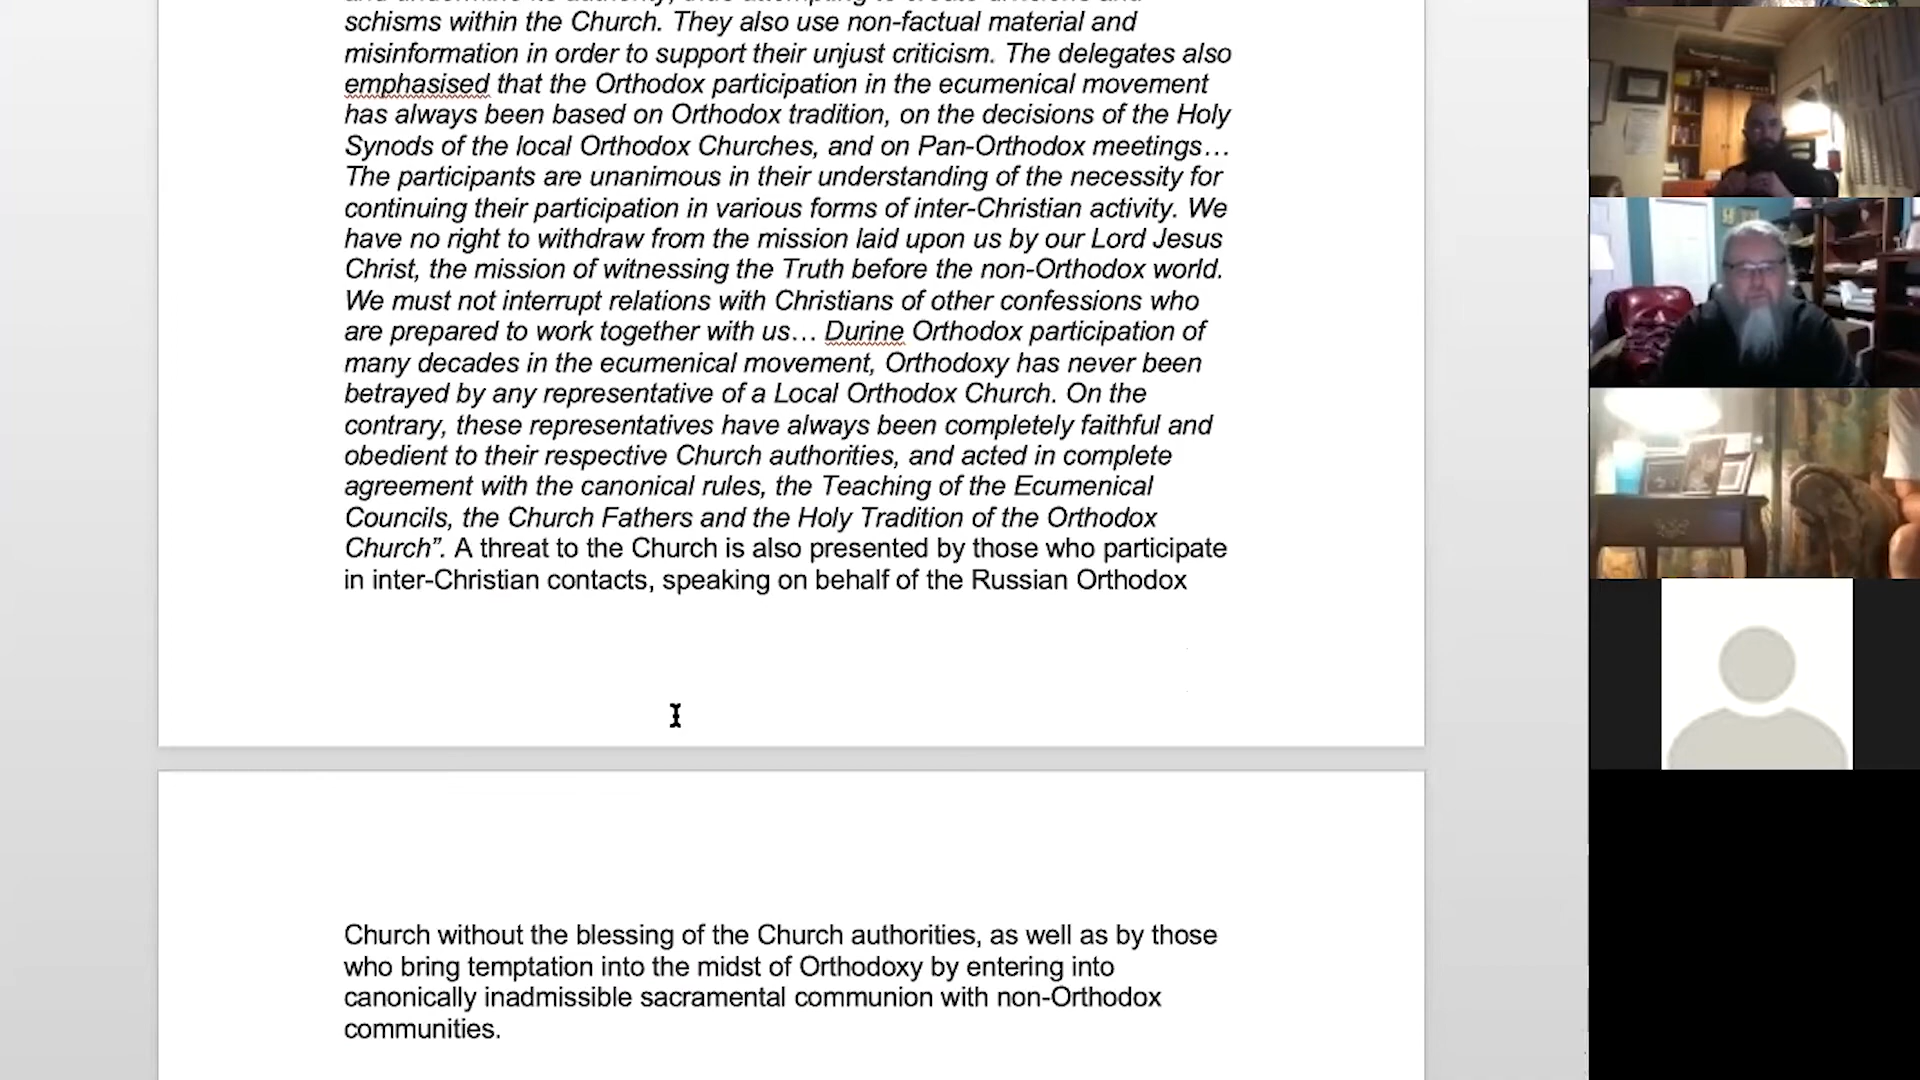 and undermine its authority, thus attempting to create divisions and
schisms within the Church. They also use non-factual material and
misinformation in order to support their unjust criticism. The delegates also
emphasised that the Orthodox participation in the ecumenical movement
has always been based on Orthodox tradition, on the decisions of the Holy
Synods of the local Orthodox Churches, and on Pan-Orthodox meetings…
The participants are unanimous in their understanding of the necessity for
continuing their participation in various forms of inter-Christian activity. We
have no right to withdraw from the mission laid upon us by our Lord Jesus
Christ, the mission of witnessing the Truth before the non-Orthodox world.
We must not interrupt relations with Christians of other confessions who
are prepared to work together with us… Durine Orthodox participation of
many decades in the ecumenical movement, Orthodoxy has never been
betrayed by any representative of a Local Orthodox Church. On the
contrary, these representatives have always been completely faithful and
obedient to their respective Church authorities, and acted in complete
agreement with the canonical rules, the Teaching of the Ecumenical
Councils, the Church Fathers and the Holy Tradition of the Orthodox
Church”. A threat to the Church is also presented by those who participate
in inter-Christian contacts, speaking on behalf of the Russian Orthodox
Church without the blessing of the Church authorities, as well as by those
who bring temptation into the midst of Orthodoxy by entering into
canonically inadmissible sacramental communion with non-Orthodox
communities.